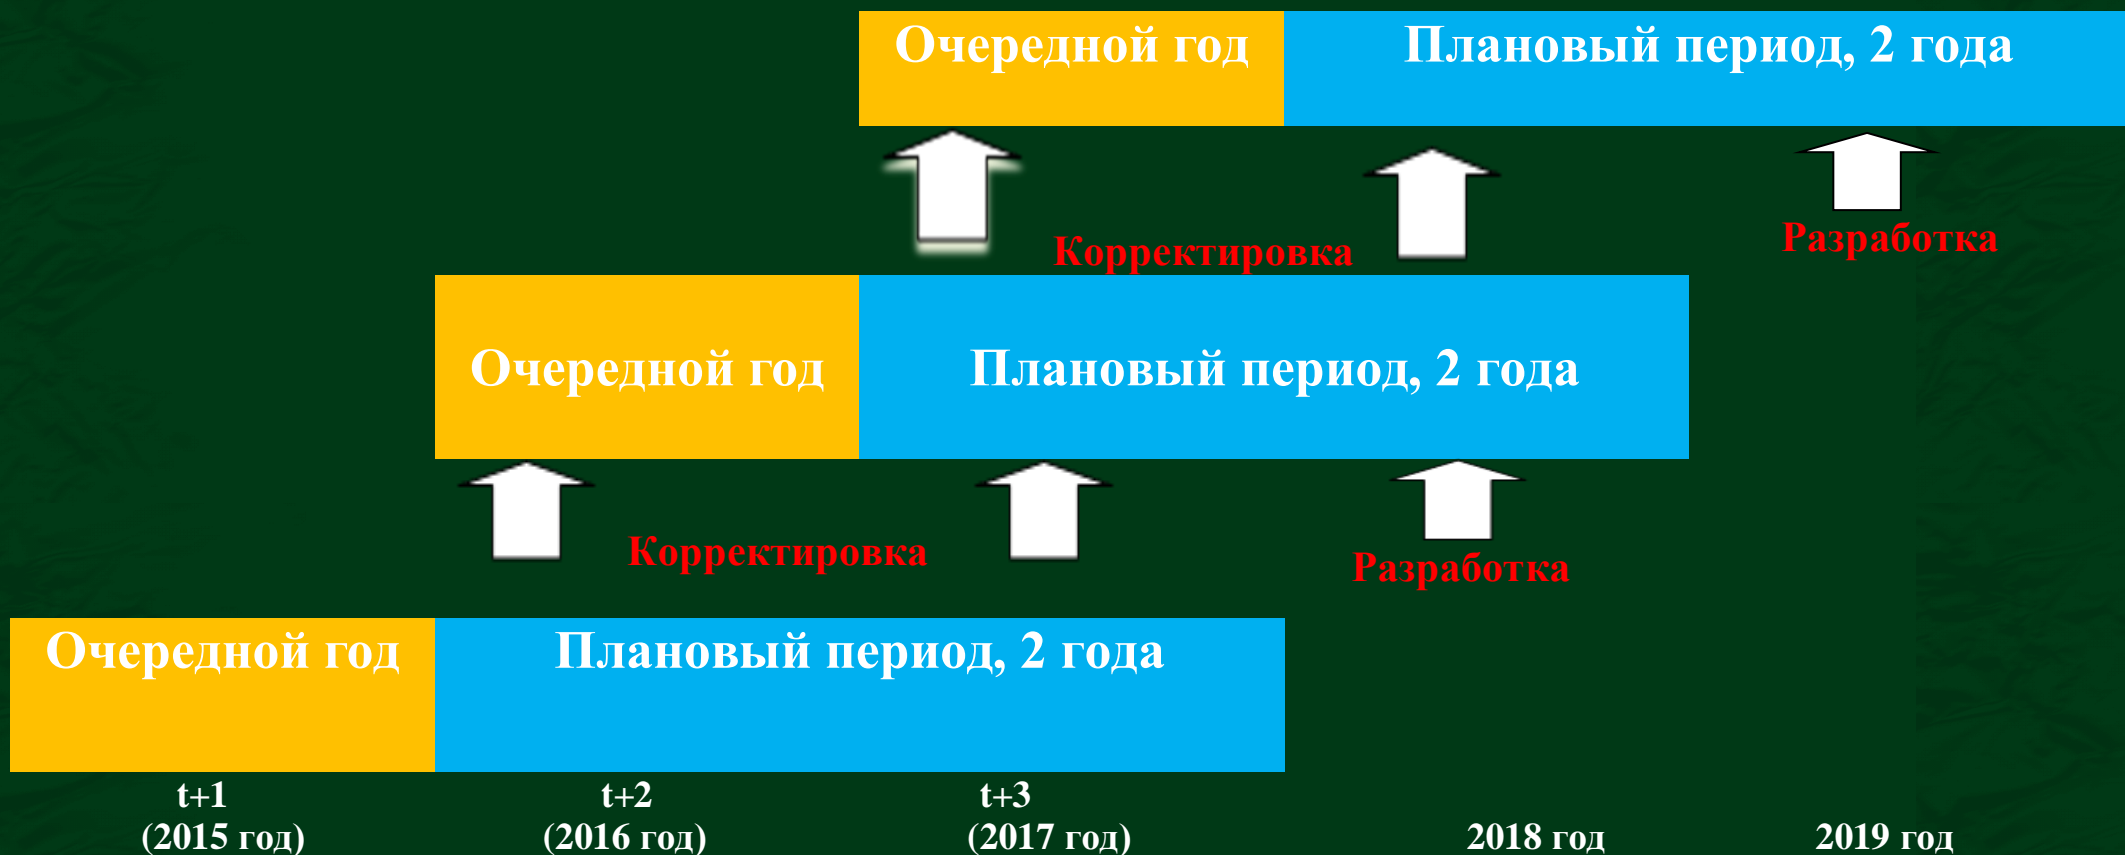 Очередной год
Плановый период, 2 года
Корректировка
Разработка
Очередной год
Плановый период, 2 года
Корректировка
Разработка
Очередной год
Плановый период, 2 года
t+1
t+2
t+3
(2015 год)
(2016 год)
(2017 год)
2018 год
2019 год